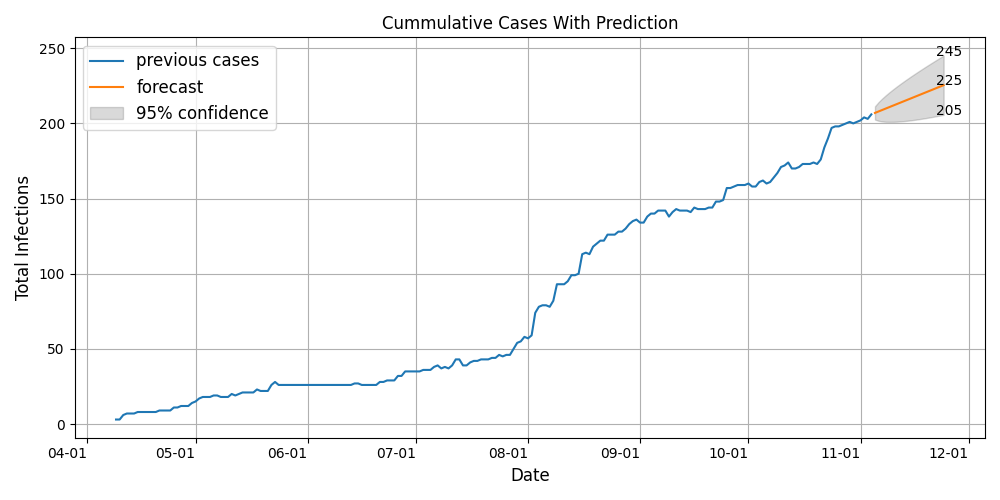 Cummulative Cases With Prediction
previous cases
forecast
95% confidence
245
225
205
250
200
150
100
50
0
Total Infections
04-01 05-01 06-01 07-01 08-01 09-01 10-01 11-01 12-01
Date